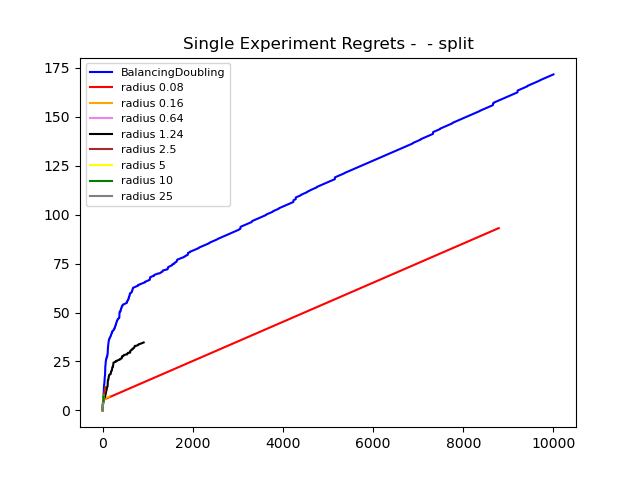 Single Experiment Regrets -  - split
175
150
125
100
75
50
25
0
BalancingDoubling
radius 0.08
radius 0.16
radius 0.64
radius 1.24
radius 2.5
radius 5
radius 10
radius 25
0 2000 4000 6000 8000 10000